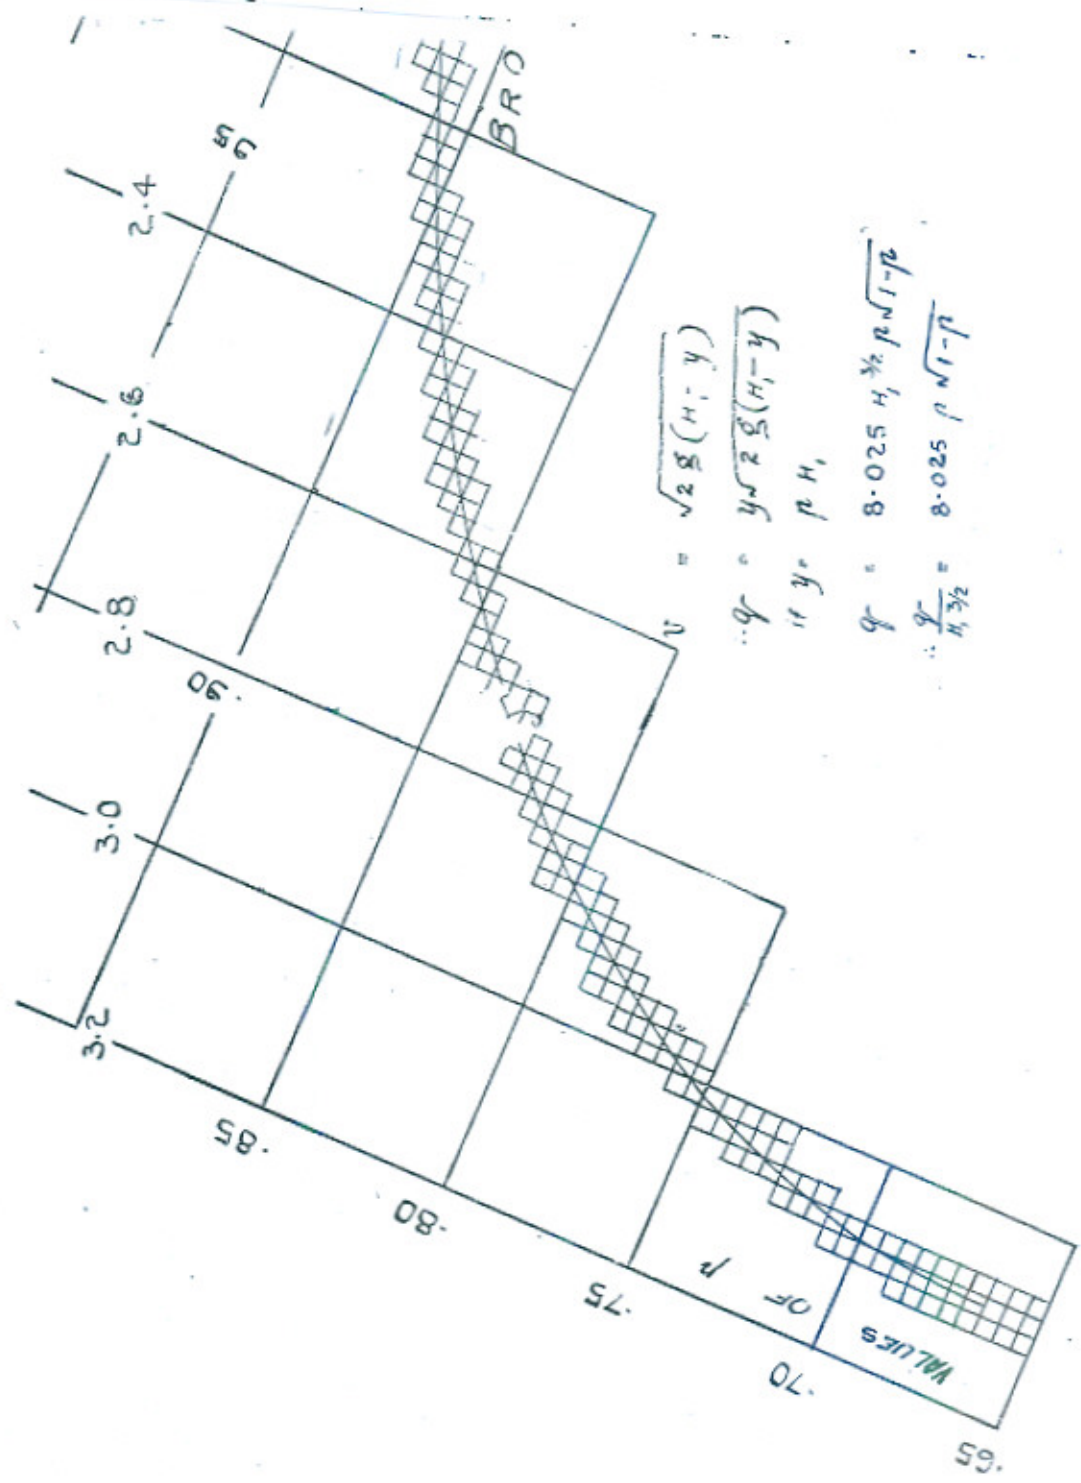 2.4
2.6
2.8
3.0
3.2
.95
.90
.85
.80
.75
.70
.65
VALUES OF p
BRO
v = √2g(H₁-y)
∴ q = y√2g(H₁-y)
if y = p H₁
q = 8.025 H₁^3/2 p√1-p
∴ q/H₁^3/2 = 8.025 p√1-p